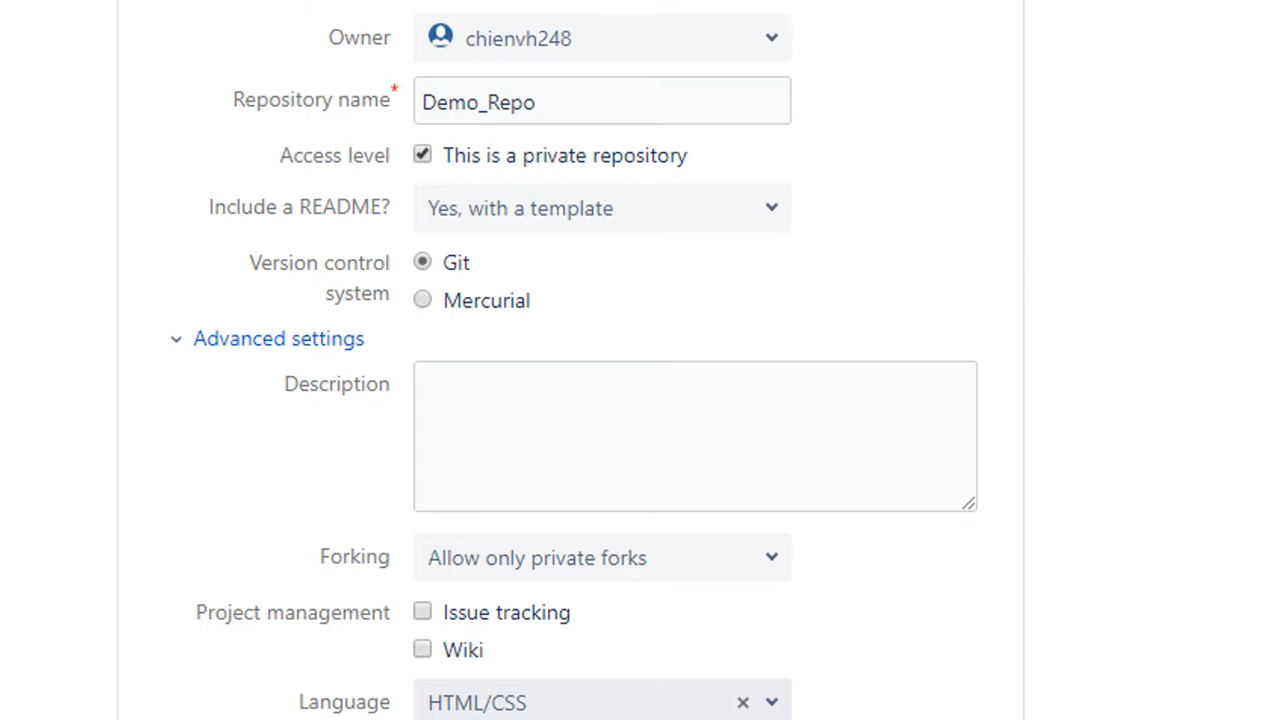 Owner chienvh248
Repository name* Demo_Repo
Access level This is a private repository
Include a README? Yes, with a template
Version control system Git
Mercurial
Advanced settings
Description
Forking Allow only private forks
Project management Issue tracking
Wiki
Language HTML/CSS